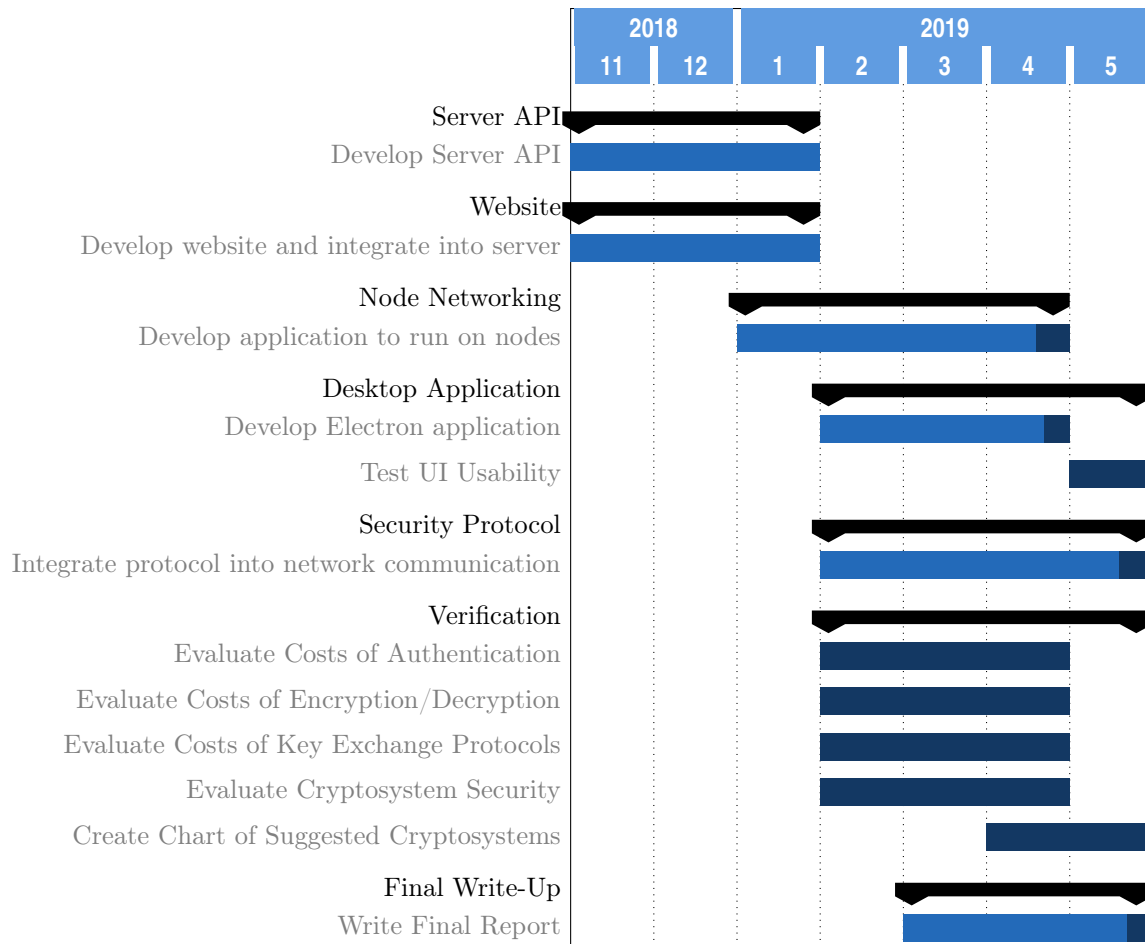 2018 2019
11 12 1 2 3 4 5
Server API
Develop Server API
Website
Develop website and integrate into server
Node Networking
Develop application to run on nodes
Desktop Application
Develop Electron application
Test UI Usability
Security Protocol
Integrate protocol into network communication
Verification
Evaluate Costs of Authentication
Evaluate Costs of Encryption/Decryption
Evaluate Costs of Key Exchange Protocols
Evaluate Cryptosystem Security
Create Chart of Suggested Cryptosystems
Final Write-Up
Write Final Report